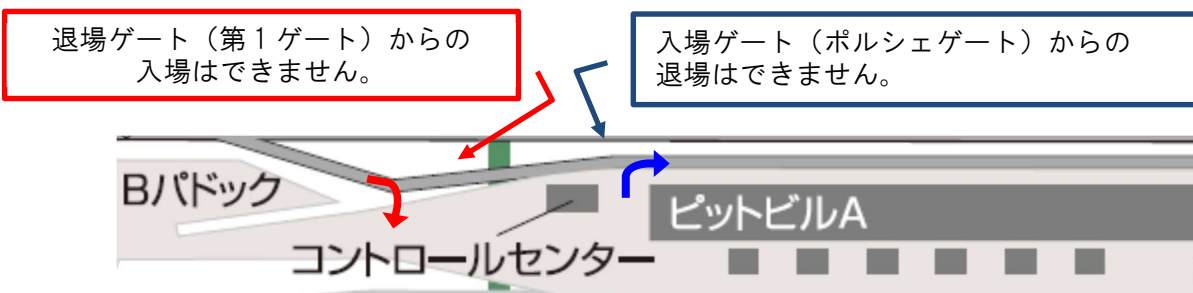 退場ゲート（第１ゲート）からの
入場はできません。
入場ゲート（ポルシェゲート）からの
退場はできません。
Bパドック
ピットビルA
コントロールセンター